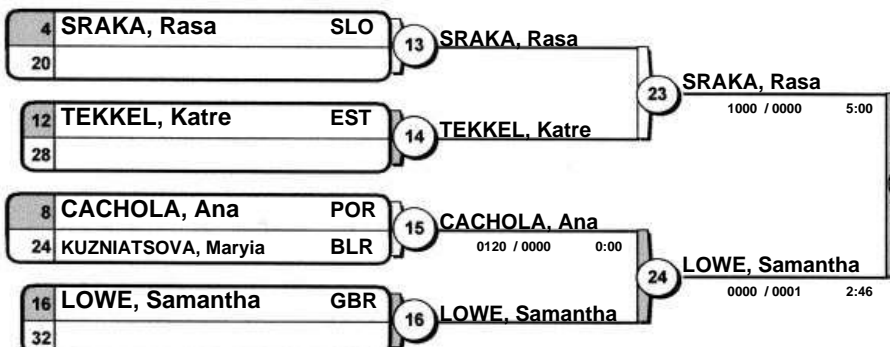 4 SRAKA, Rasa SLO
20
13 SRAKA, Rasa
12 TEKKEL, Katre EST
28
14 TEKKEL, Katre
23 SRAKA, Rasa
1000 / 0000 5:00
8 CACHOLA, Ana POR
24 KUZNIATSOVA, Maryia BLR
15 CACHOLA, Ana
0120 / 0000 0:00
16 LOWE, Samantha GBR
32
16 LOWE, Samantha
24 LOWE, Samantha
0000 / 0001 2:46